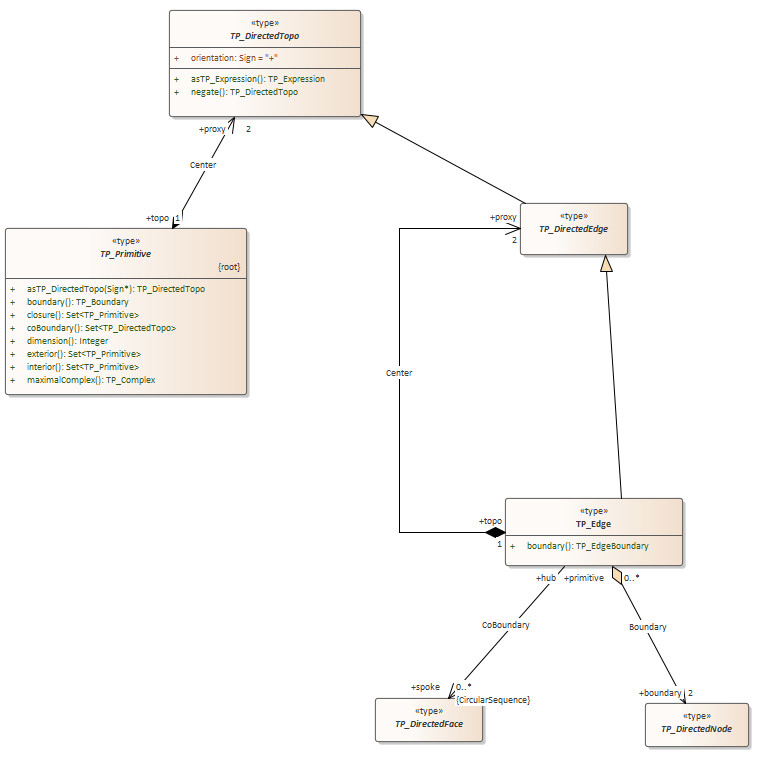 «type»
TP_DirectedTopo
+ orientation: Sign = "+"
+ asTP_Expression(): TP_Expression
+ negate(): TP_DirectedTopo
+proxy 2
Center
+topo 1
«type»
TP_Primitive
{root}
+ asTP_DirectedTopo(Sign*): TP_DirectedTopo
+ boundary(): TP_Boundary
+ closure(): Set<TP_Primitive>
+ coBoundary(): Set<TP_DirectedTopo>
+ dimension(): Integer
+ exterior(): Set<TP_Primitive>
+ interior(): Set<TP_Primitive>
+ maximalComplex(): TP_Complex
«type»
TP_DirectedEdge
+proxy
2
Center
+topo
1
«type»
TP_Edge
+ boundary(): TP_EdgeBoundary
+hub +primitive 0..*
CoBoundary
Boundary
+spoke 0..*
{CircularSequence}
+boundary 2
«type»
TP_DirectedFace
«type»
TP_DirectedNode